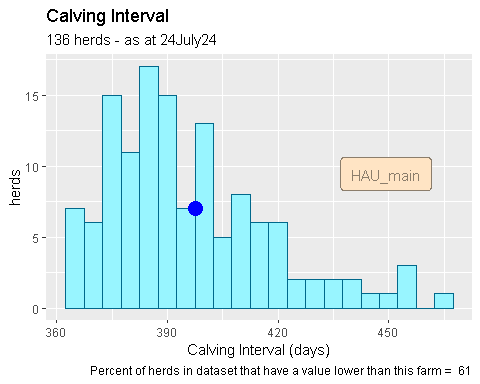 Calving Interval
136 herds - as at 24July24
15
10
5
0
herds
HAU_main
360
390
420
450
Calving Interval (days)
Percent of herds in dataset that have a value lower than this farm = 61